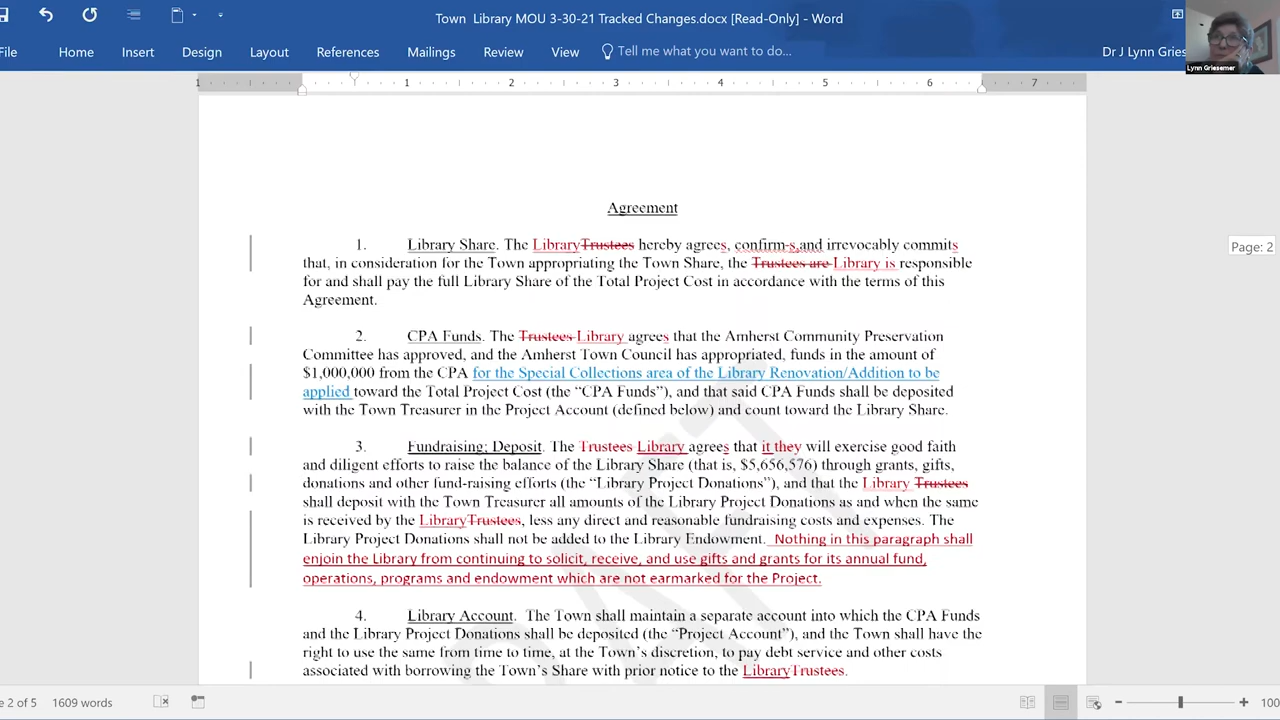 Town Library MOU 3-30-21 Tracked Changes.docx [Read-Only] - Word
File Home Insert Design Layout References Mailings Review View Tell me what you want to do... Dr J Lynn Gries
Lynn Griesemer
1 1 2 3 4 5 6 7
Agreement
1. Library Share. The LibraryTrustees hereby agrees, confirm-s,and irrevocably commits
that, in consideration for the Town appropriating the Town Share, the Trustees are Library is responsible
for and shall pay the full Library Share of the Total Project Cost in accordance with the terms of this
Agreement.
Page: 2
2. CPA Funds. The Trustees Library agrees that the Amherst Community Preservation
Committee has approved, and the Amherst Town Council has appropriated, funds in the amount of
$1,000,000 from the CPA for the Special Collections area of the Library Renovation/Addition to be
applied toward the Total Project Cost (the “CPA Funds”), and that said CPA Funds shall be deposited
with the Town Treasurer in the Project Account (defined below) and count toward the Library Share.
3. Fundraising; Deposit. The Trustees Library agrees that it they will exercise good faith
and diligent efforts to raise the balance of the Library Share (that is, $5,656,576) through grants, gifts,
donations and other fund-raising efforts (the “Library Project Donations”), and that the Library Trustees
shall deposit with the Town Treasurer all amounts of the Library Project Donations as and when the same
is received by the LibraryTrustees, less any direct and reasonable fundraising costs and expenses. The
Library Project Donations shall not be added to the Library Endowment. Nothing in this paragraph shall
enjoin the Library from continuing to solicit, receive, and use gifts and grants for its annual fund,
operations, programs and endowment which are not earmarked for the Project.
4. Library Account. The Town shall maintain a separate account into which the CPA Funds
and the Library Project Donations shall be deposited (the “Project Account”), and the Town shall have the
right to use the same from time to time, at the Town’s discretion, to pay debt service and other costs
associated with borrowing the Town’s Share with prior notice to the LibraryTrustees.
e 2 of 5 1609 words 100